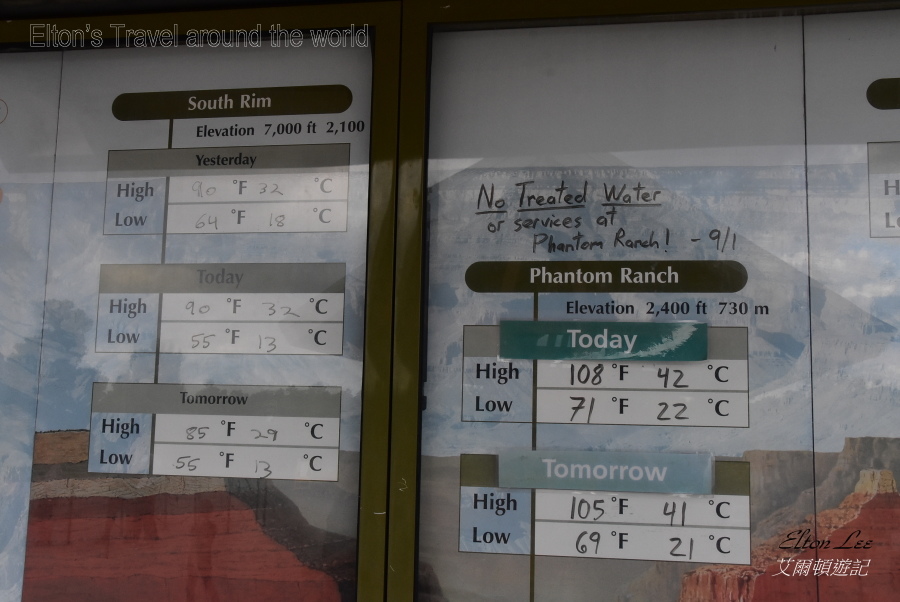 Elton's Travel around the world
South Rim
Elevation 7,000 ft 2,100
Yesterday
High 90 °F 32 °C
Low 64 °F 18 °C
Today
High 90 °F 32 °C
Low 55 °F 13 °C
Tomorrow
High 85 °F 29 °C
Low 55 °F 13 °C
No Treated Water
or services at
Phantom Ranch! - 9/1
Phantom Ranch
Elevation 2,400 ft 730 m
Today
High 108 °F 42 °C
Low 71 °F 22 °C
Tomorrow
High 105 °F 41 °C
Low 69 °F 21 °C
Elton Lee
艾爾頓遊記